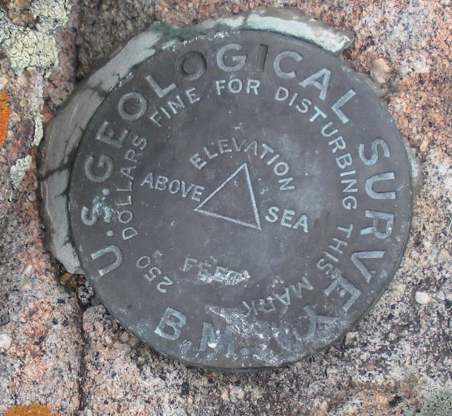 U.S. GEOLOGICAL SURVEY
250 DOLLARS FINE FOR DISTURBING THIS MARK
ELEVATION
ABOVE SEA
FEET
B.M.